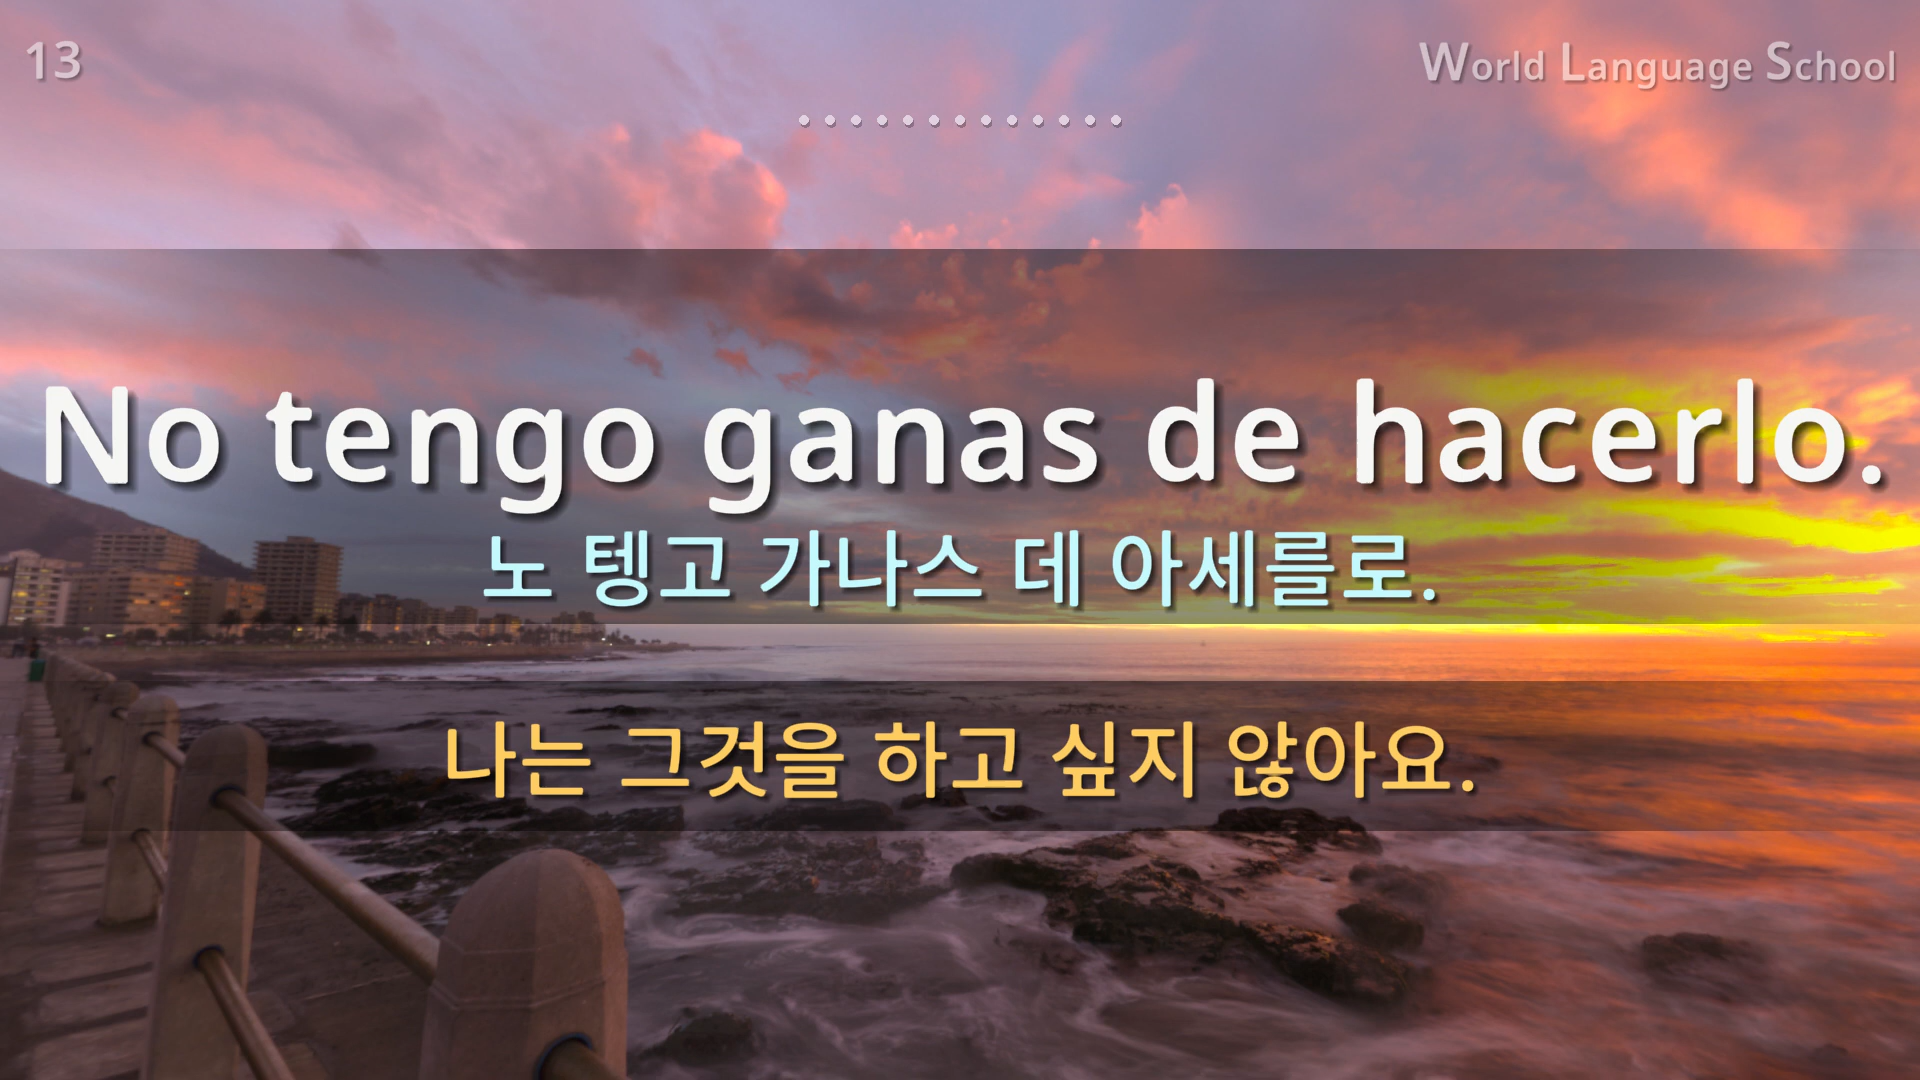 13
World Language School
No tengo ganas de hacerlo.
노 텡고 가나스 데 아세를로.
나는 그것을 하고 싶지 않아요.